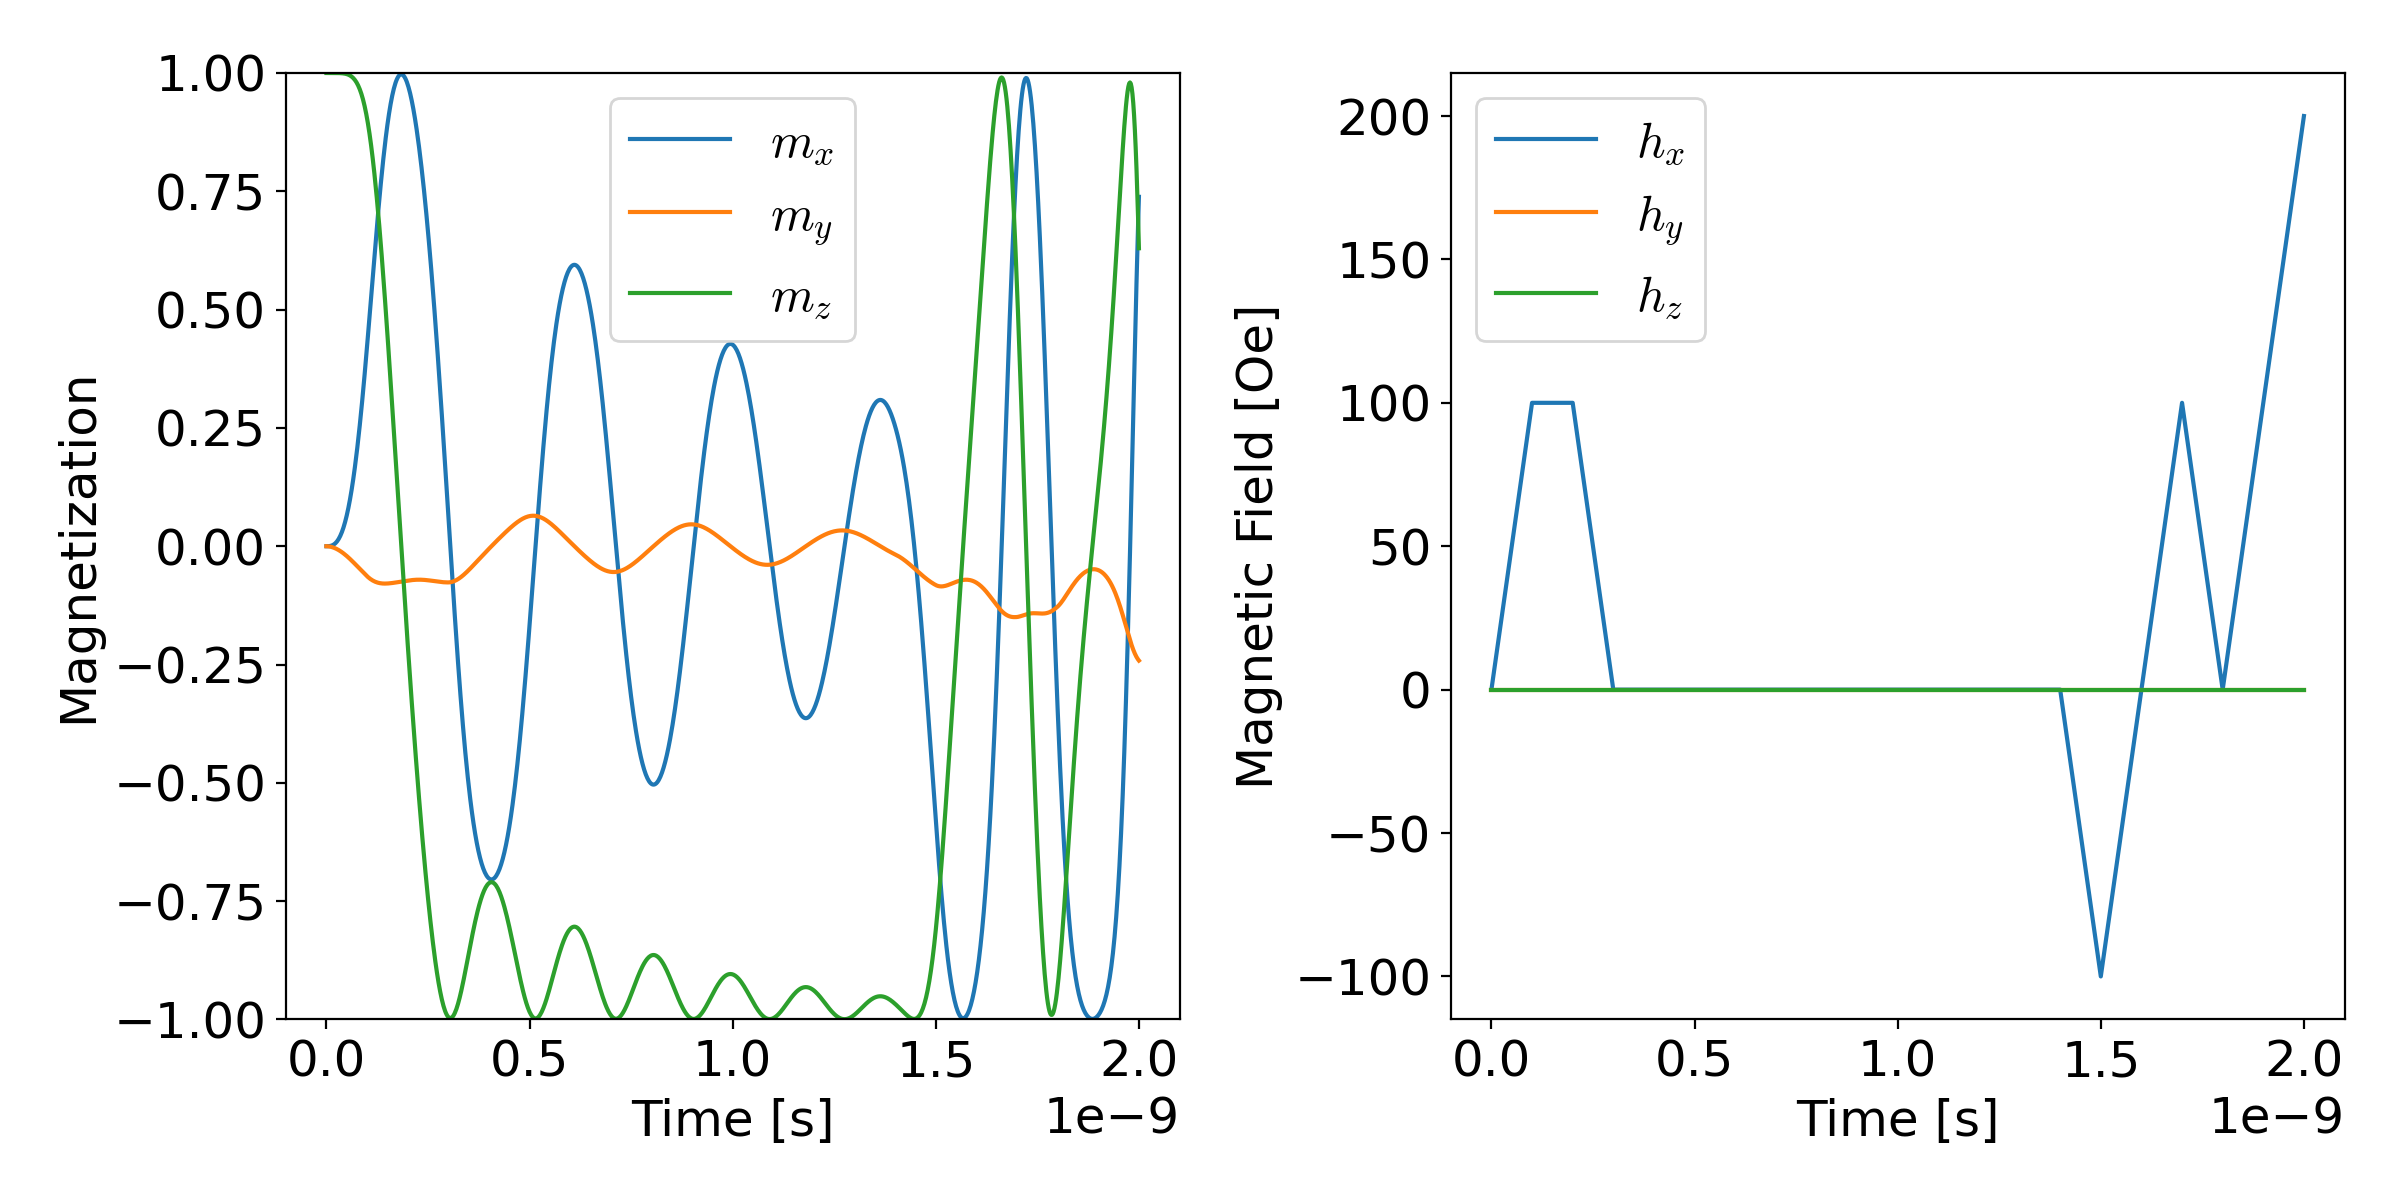 Magnetization
1.00
0.75
0.50
0.25
0.00
−0.25
−0.50
−0.75
−1.00
m_x
m_y
m_z
0.0 0.5 1.0 1.5 2.0
Time [s]
1e−9
Magnetic Field [Oe]
200
150
100
50
0
−50
−100
h_x
h_y
h_z
0.0 0.5 1.0 1.5 2.0
Time [s]
1e−9